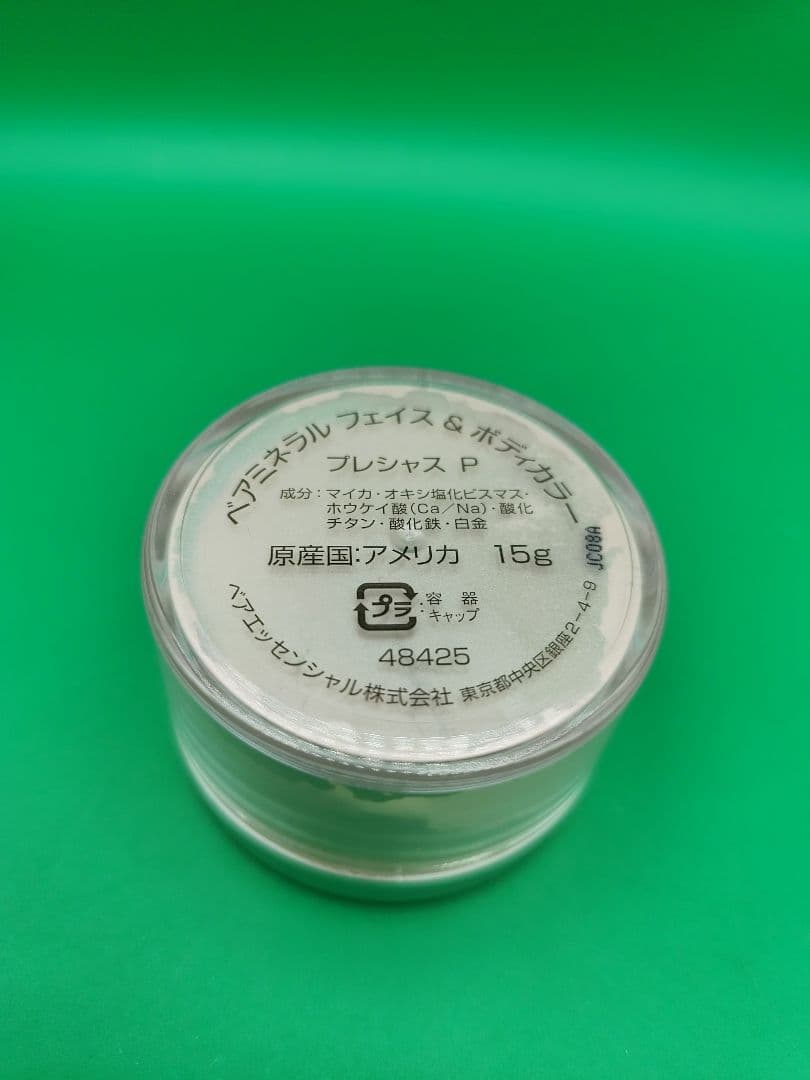 ベアミネラル フェイス & ボディカラー
プレシャス P
成分：マイカ・オキシ塩化ビスマス・
ホウケイ酸(Ca／Na)・酸化
チタン・酸化鉄・白金
原産国：アメリカ 15g
プラ：容器
キャップ
48425
ベアエッセンシャル株式会社 東京都中央区銀座2-4-9
JC08A